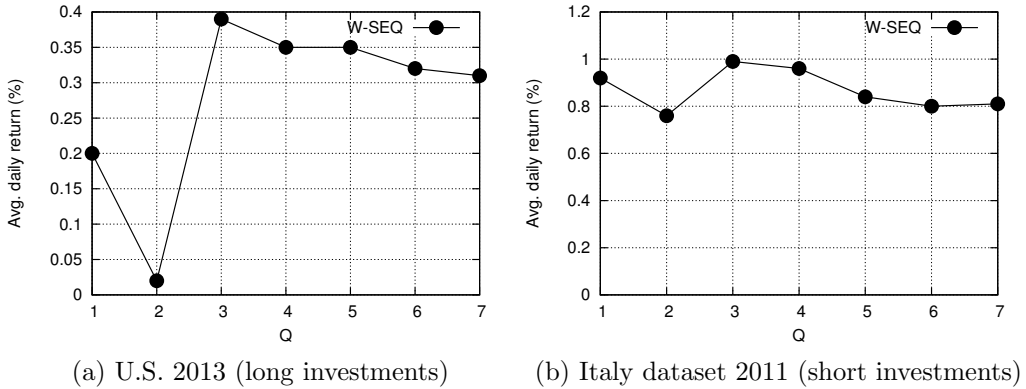 0.4
0.35
0.3
0.25
0.2
0.15
0.1
0.05
0
Avg. daily return (%)
W-SEQ
1 2 3 4 5 6 7
Q
(a) U.S. 2013 (long investments)
1.2
1
0.8
0.6
0.4
0.2
0
Avg. daily return (%)
W-SEQ
1 2 3 4 5 6 7
Q
(b) Italy dataset 2011 (short investments)